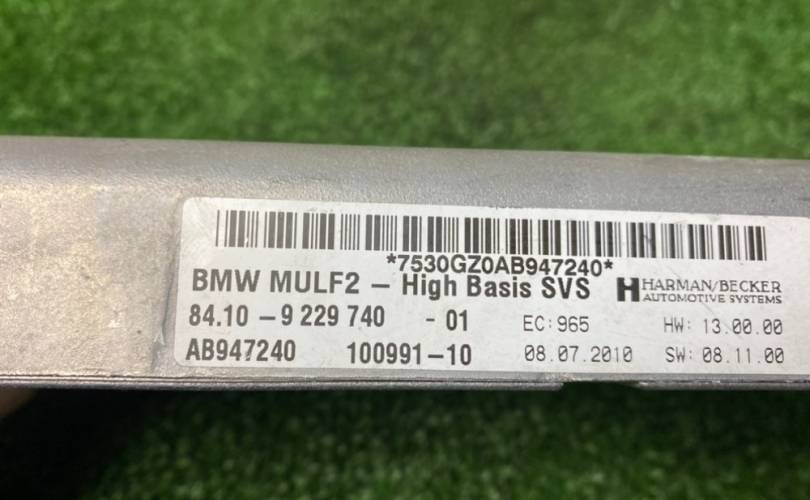 *7530GZ0AB947240*
BMW MULF2 – High Basis SVS HARMAN/BECKER
AUTOMOTIVE SYSTEMS
84.10 – 9 229 740 - 01 EC: 965 HW: 13.00.00
AB947240 100991–10 08.07.2010 SW: 08.11.00